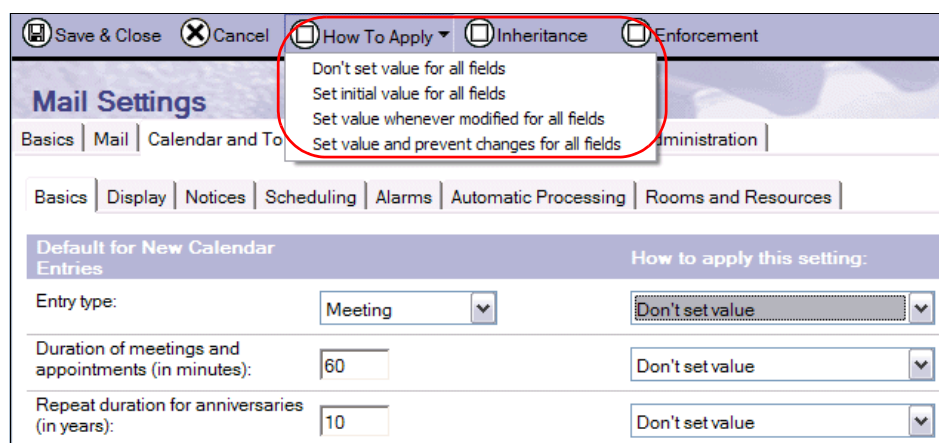 Save & Close Cancel How To Apply Inheritance Enforcement
Don't set value for all fields
Set initial value for all fields
Set value whenever modified for all fields
Set value and prevent changes for all fields
Mail Settings
Basics Mail Calendar and To ministration
Basics Display Notices Scheduling Alarms Automatic Processing Rooms and Resources
Default for New Calendar
Entries
How to apply this setting:
Entry type: Meeting Don't set value
Duration of meetings and
appointments (in minutes): 60 Don't set value
Repeat duration for anniversaries
(in years): 10 Don't set value